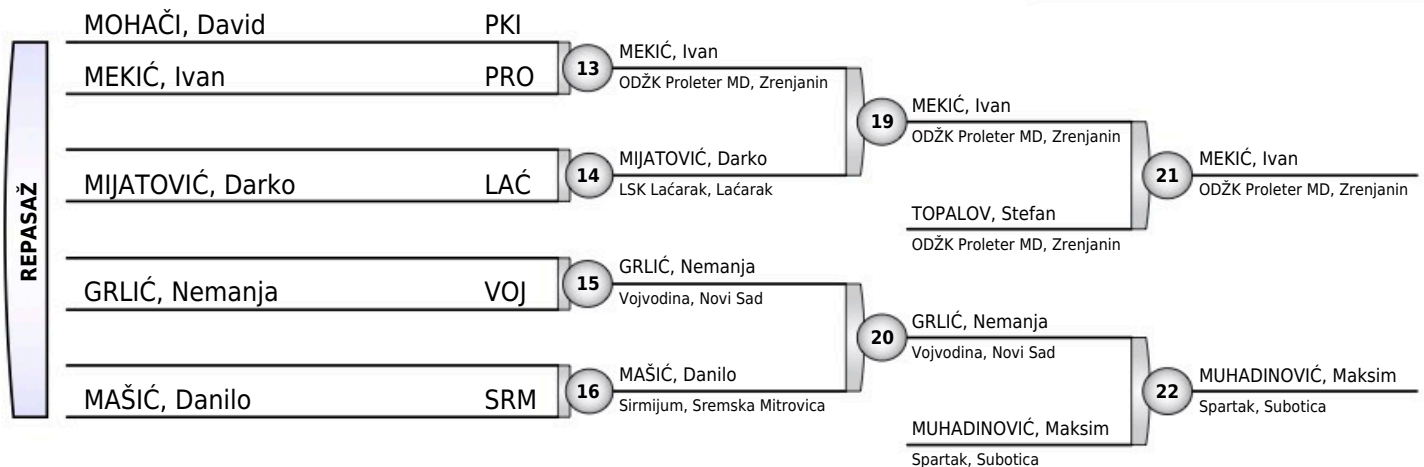 REPASAŽ
MOHAČI, David PKI
MEKIĆ, Ivan PRO
MIJATOVIĆ, Darko LAĆ
GRLIĆ, Nemanja VOJ
MAŠIĆ, Danilo SRM
13
MEKIĆ, Ivan
ODŽK Proleter MD, Zrenjanin
14
MIJATOVIĆ, Darko
LSK Laćarak, Laćarak
15
GRLIĆ, Nemanja
Vojvodina, Novi Sad
16
MAŠIĆ, Danilo
Sirmijum, Sremska Mitrovica
19
MEKIĆ, Ivan
ODŽK Proleter MD, Zrenjanin
TOPALOV, Stefan
ODŽK Proleter MD, Zrenjanin
20
GRLIĆ, Nemanja
Vojvodina, Novi Sad
MUHADINOVIĆ, Maksim
Spartak, Subotica
21
MEKIĆ, Ivan
ODŽK Proleter MD, Zrenjanin
22
MUHADINOVIĆ, Maksim
Spartak, Subotica